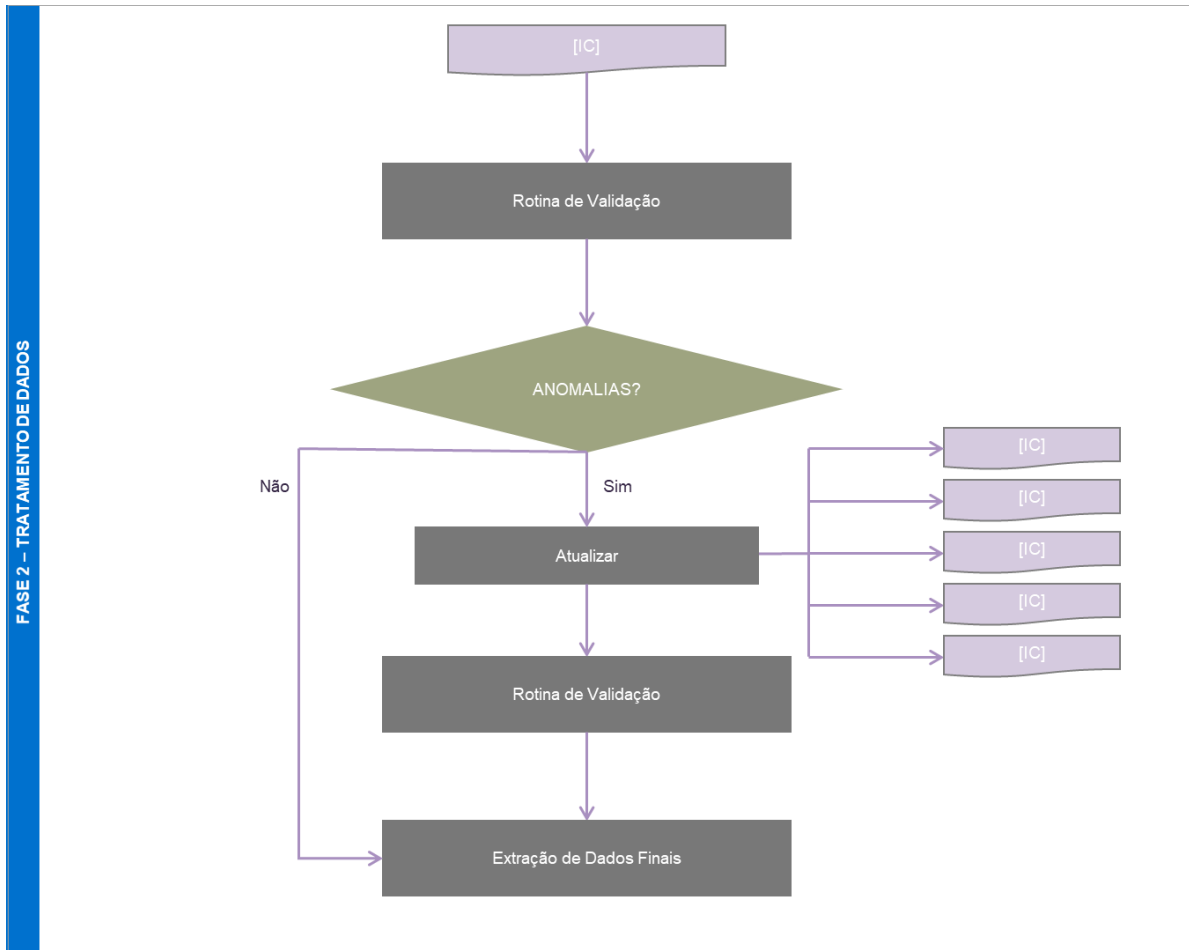 FASE 2 – TRATAMENTO DE DADOS
[IC]
Rotina de Validação
ANOMALIAS?
Não
Sim
Atualizar
[IC]
[IC]
[IC]
[IC]
[IC]
Rotina de Validação
Extração de Dados Finais